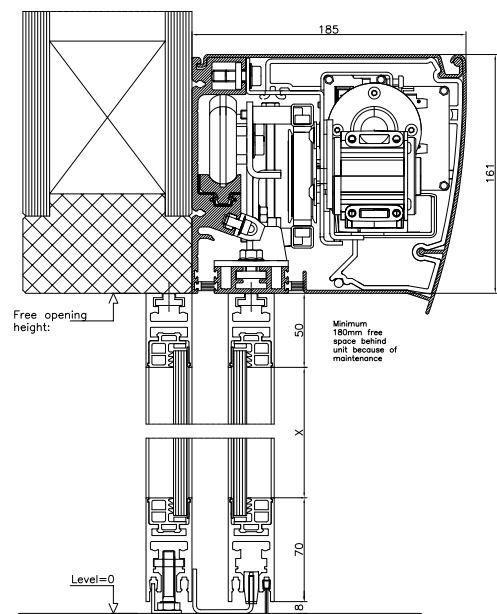 185
161
Free opening
height:
50
Minimum
180mm free
space behind
unit because of
maintenance
X
70
Level=0
8